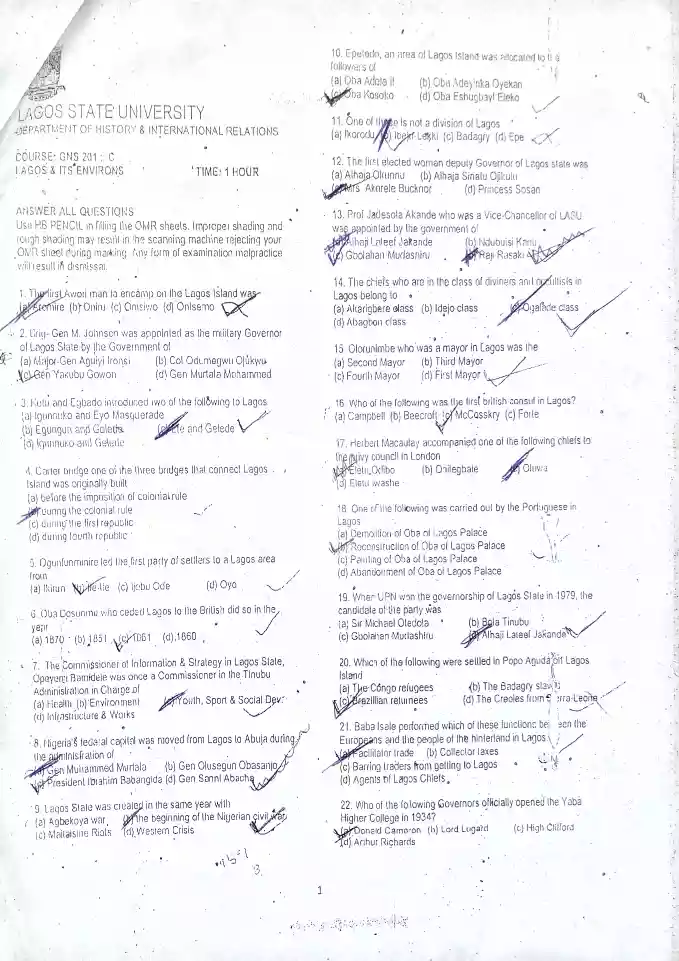 LAGOS STATE UNIVERSITY
DEPARTMENT OF HISTORY & INTERNATIONAL RELATIONS
COURSE: GNS 201 : C
LAGOS & ITS ENVIRONS TIME: 1 HOUR
ANSWER ALL QUESTIONS
Use HB PENCIL in filling the OMR sheets. Improper shading and
rough shading may result in the scanning machine rejecting your
OMR sheet during marking. Any form of examination malpractice
will result in dismissal.
1. The first Awori man to encamp on the Lagos Island was
(a) Aromire (b) Oniru (c) Onisiwo (d) Onisemo
2. Brig-Gen M. Johnson was appointed as the military Governor
of Lagos State by the Government of
(a) Major-Gen Aguiyi Ironsi (b) Col Odumegwu Ojukwu
(c) Gen Yakubu Gowon (d) Gen Murtala Mohammed
3. Ketu and Egbado introduced two of the following to Lagos
(a) Igunnuko and Eyo Masquerade
(b) Egungun and Geleda (c) Efe and Gelede
(d) Igunnuko and Gelede
4. Carter bridge one of the three bridges that connect Lagos
Island was originally built
(a) before the imposition of colonial rule
(b) during the colonial rule
(c) during the first republic
(d) during fourth republic
5. Ogunfunminire led the first party of settlers to a Lagos area
from
(a) Ikirun (b) Ile-Ife (c) Ijebu Ode (d) Oyo
6. Oba Dosunmu who ceded Lagos to the British did so in the
year
(a) 1870 (b) 1851 (c) 1861 (d) 1860
7. The Commissioner of Information & Strategy in Lagos State,
Opeyemi Bamidele was once a Commissioner in the Tinubu
Administration in Charge of
(a) Health (b) Environment (c) Youth, Sport & Social Dev.
(d) Infrastructure & Works
8. Nigeria's federal capital was moved from Lagos to Abuja during
the administration of
(a) Gen Muhammed Murtala (b) Gen Olusegun Obasanjo
(c) President Ibrahim Babangida (d) Gen Sanni Abacha
9. Lagos State was created in the same year with
(a) Agbekoya war (b) the beginning of the Nigerian civil war
(c) Maitatsine Riots (d) Western Crisis
10. Epetedo, an area of Lagos Island was allocated to the
followers of
(a) Oba Adele II (b) Oba Adeyinka Oyekan
(c) Oba Kosoko (d) Oba Eshugbayi Eleko
11. One of these is not a division of Lagos
(a) Ikorodu (b) Ibeju-Lekki (c) Badagry (d) Epe
12. The first elected woman deputy Governor of Lagos state was
(a) Alhaja Okunnu (b) Alhaja Sinatu Ojikutu
(c) Mrs. Akerele Bucknor (d) Princess Sosan
13. Prof Jadesola Akande who was a Vice-Chancellor of LASU
was appointed by the government of
(a) Alhaji Lateef Jakande (b) Ndubuisi Kanu
(c) Gbolahan Mudashiru (d) Raji Rasaki
14. The chiefs who are in the class of diviners and occultists in
Lagos belong to
(a) Akarigbere class (b) Idejo class (c) Ogalade class
(d) Abagbon class
15. Olorunimbe who was a mayor in Lagos was the
(a) Second Mayor (b) Third Mayor
(c) Fourth Mayor (d) First Mayor
16. Who of the following was the first british consul in Lagos?
(a) Campbell (b) Beecroft (c) McCosskry (c) Forte
17. Herbert Macaulay accompanied one of the following chiefs to
the privy council in London
(a) Eletu Odibo (b) Onilegbale (c) Oluwa
(d) Eletu Iwashe
18. One of the following was carried out by the Portuguese in
Lagos
(a) Demolition of Oba of Lagos Palace
(b) Reconstruction of Oba of Lagos Palace
(c) Painting of Oba of Lagos Palace
(d) Abandonment of Oba of Lagos Palace
19. When UPN won the governorship of Lagos State in 1979, the
candidate of the party was
(a) Sir Michael Otedola (b) Bola Tinubu
(c) Gbolahan Mudashiru (d) Alhaji Lateef Jakande
20. Which of the following were settled in Popo Aguda of Lagos
Island
(a) The Congo refugees (b) The Badagry slaves
(c) Brazilian returnees (d) The Creoles from Sierra-Leone
21. Baba Isale performed which of these functions between the
Europeans and the people of the hinterland in Lagos
(a) Facilitator trade (b) Collector taxes
(c) Barring traders from getting to Lagos
(d) Agents of Lagos Chiefs
22. Who of the following Governors officially opened the Yaba
Higher College in 1934?
(a) Donald Cameron (b) Lord Lugard (c) High Clifford
(d) Arthur Richards
1